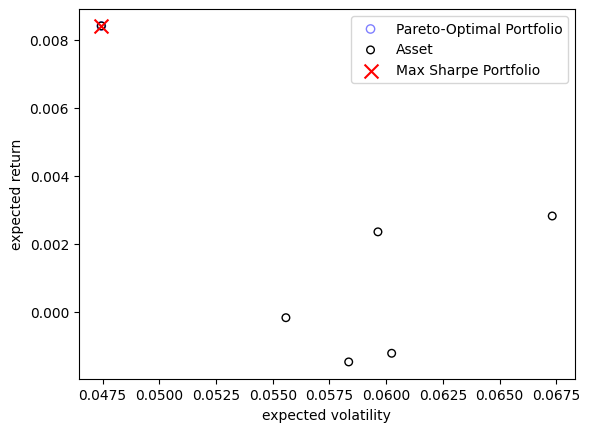 0.008
0.006
0.004
0.002
0.000
expected return
Pareto-Optimal Portfolio
Asset
Max Sharpe Portfolio
0.0475 0.0500 0.0525 0.0550 0.0575 0.0600 0.0625 0.0650 0.0675
expected volatility